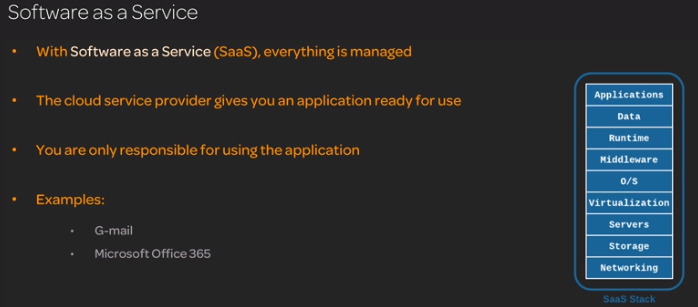 Software as a Service
• With Software as a Service (SaaS), everything is managed
• The cloud service provider gives you an application ready for use
• You are only responsible for using the application
• Examples:
• G-mail
• Microsoft Office 365
Applications
Data
Runtime
Middleware
O/S
Virtualization
Servers
Storage
Networking
SaaS Stack